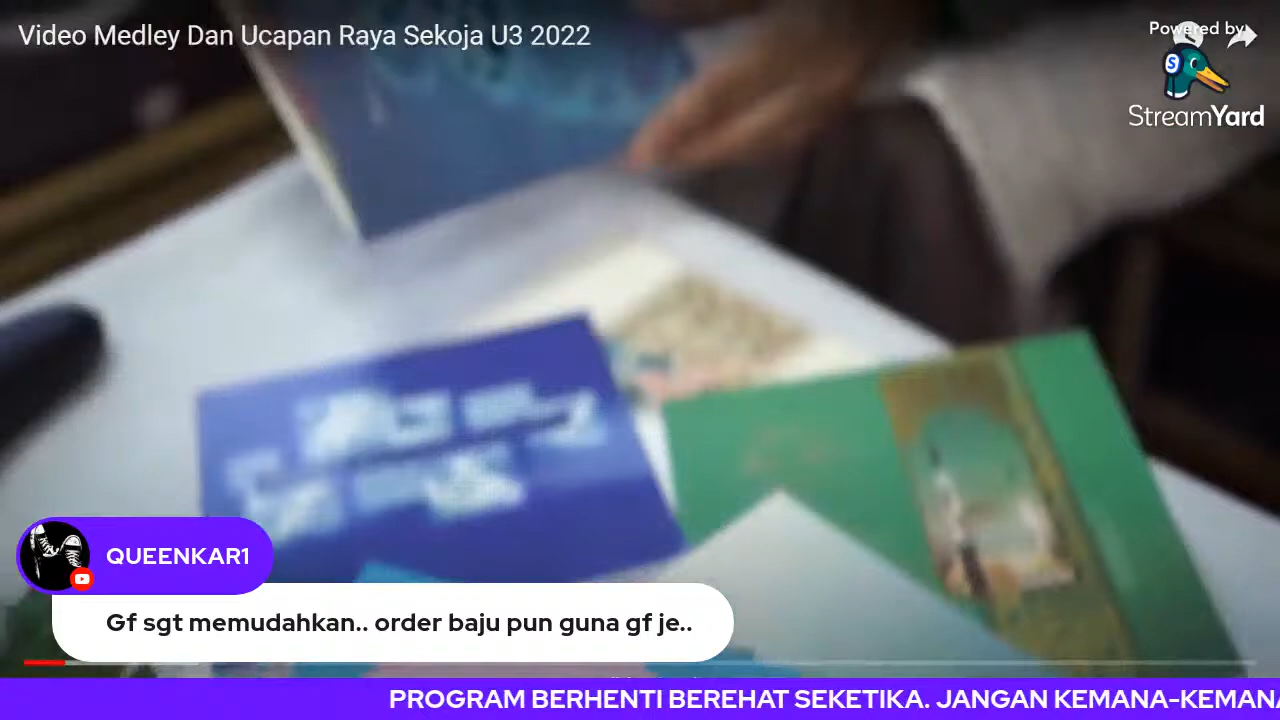 Video Medley Dan Ucapan Raya Sekoja U3 2022
Powered by
StreamYard
QUEENKAR1
Gf sgt memudahkan.. order baju pun guna gf je..
PROGRAM BERHENTI BEREHAT SEKETIKA. JANGAN KEMANA-KEMANA